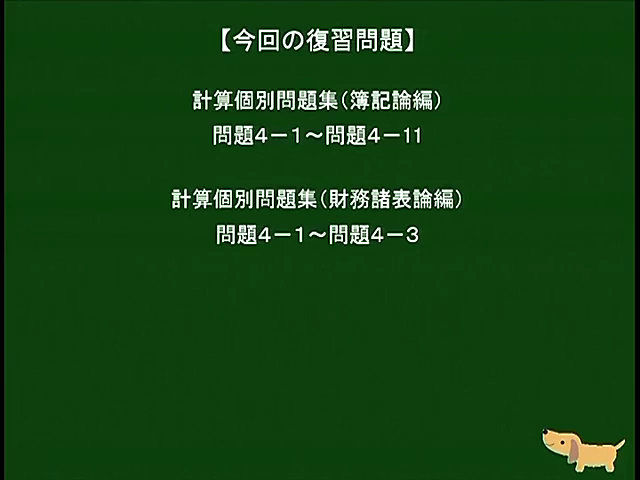 【今回の復習問題】
計算個別問題集（簿記論編）
問題４－１～問題４－11
計算個別問題集（財務諸表論編）
問題４－１～問題４－３